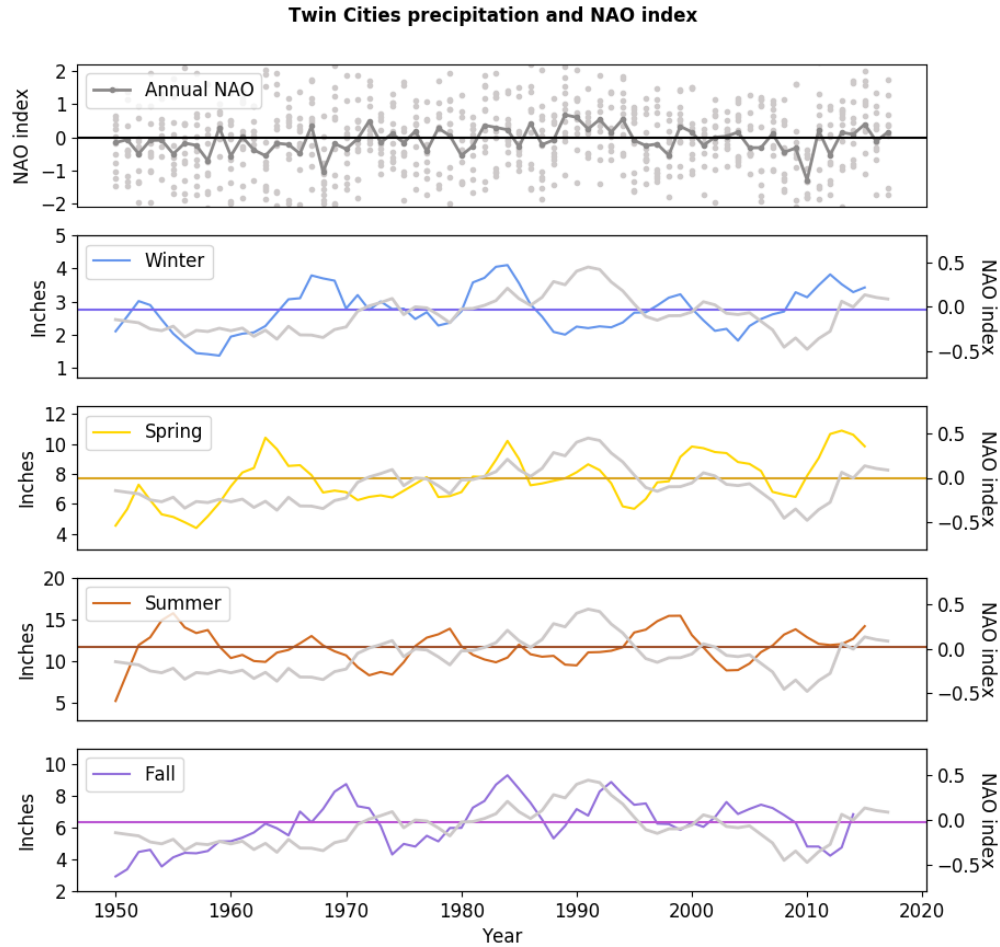 Twin Cities precipitation and NAO index
NAO index
2
1
0
−1
−2
Annual NAO
Inches
5
4
3
2
1
Winter
0.5
0.0
−0.5
NAO index
Inches
12
10
8
6
4
Spring
0.5
0.0
−0.5
NAO index
Inches
20
15
10
5
Summer
0.5
0.0
−0.5
NAO index
Inches
10
8
6
4
2
Fall
0.5
0.0
−0.5
NAO index
1950 1960 1970 1980 1990 2000 2010 2020
Year